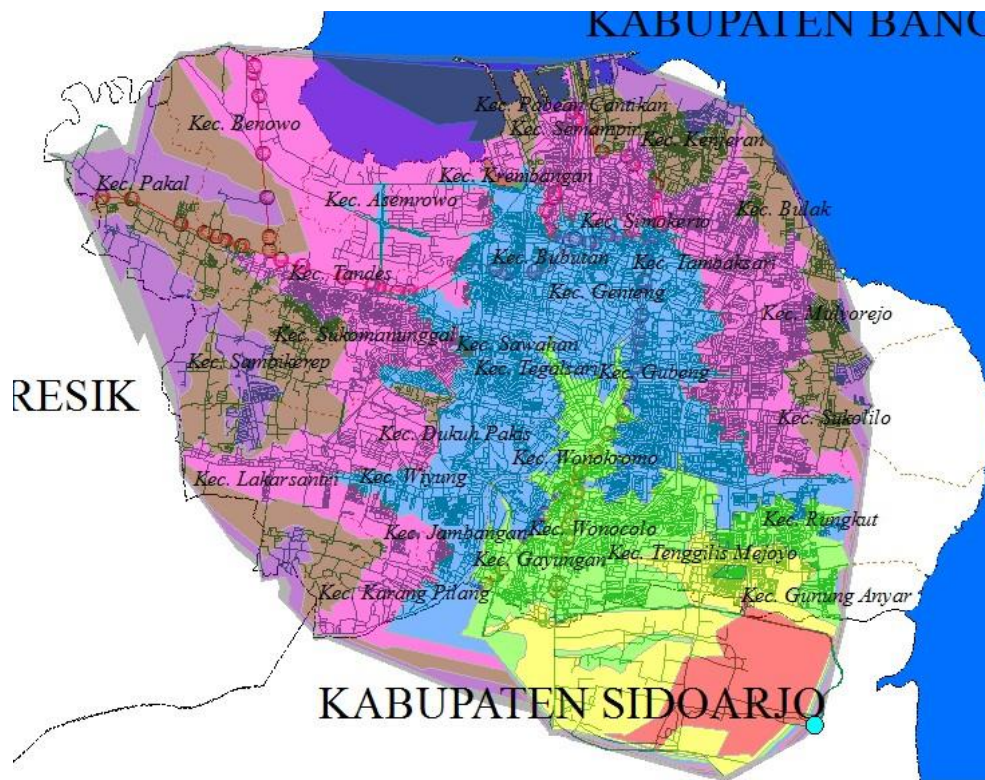 KABUPATEN BANG
Kec. Pabean Cantikan
Kec. Benowo
Kec. Semampir
Kec. Kenjeran
Kec. Krembangan
Kec. Pakal
Kec. Asemrowo
Kec. Bulak
Kec. Simokerto
Kec. Bubutan
Kec. Tambaksari
Kec. Tandes
Kec. Genteng
Kec. Mulyorejo
Kec. Sukomanunggal
Kec. Sawahan
Kec. Sambikerep
Kec. Tegalsari
Kec. Gubeng
RESIK
Kec. Sukolilo
Kec. Dukuh Pakis
Kec. Wonokromo
Kec. Lakarsantri
Kec. Wiyung
Kec. Rungkut
Kec. Jambangan
Kec. Wonocolo
Kec. Gayungan
Kec. Tenggilis Mejoyo
Kec. Karang Pilang
Kec. Gunung Anyar
KABUPATEN SIDOARJO